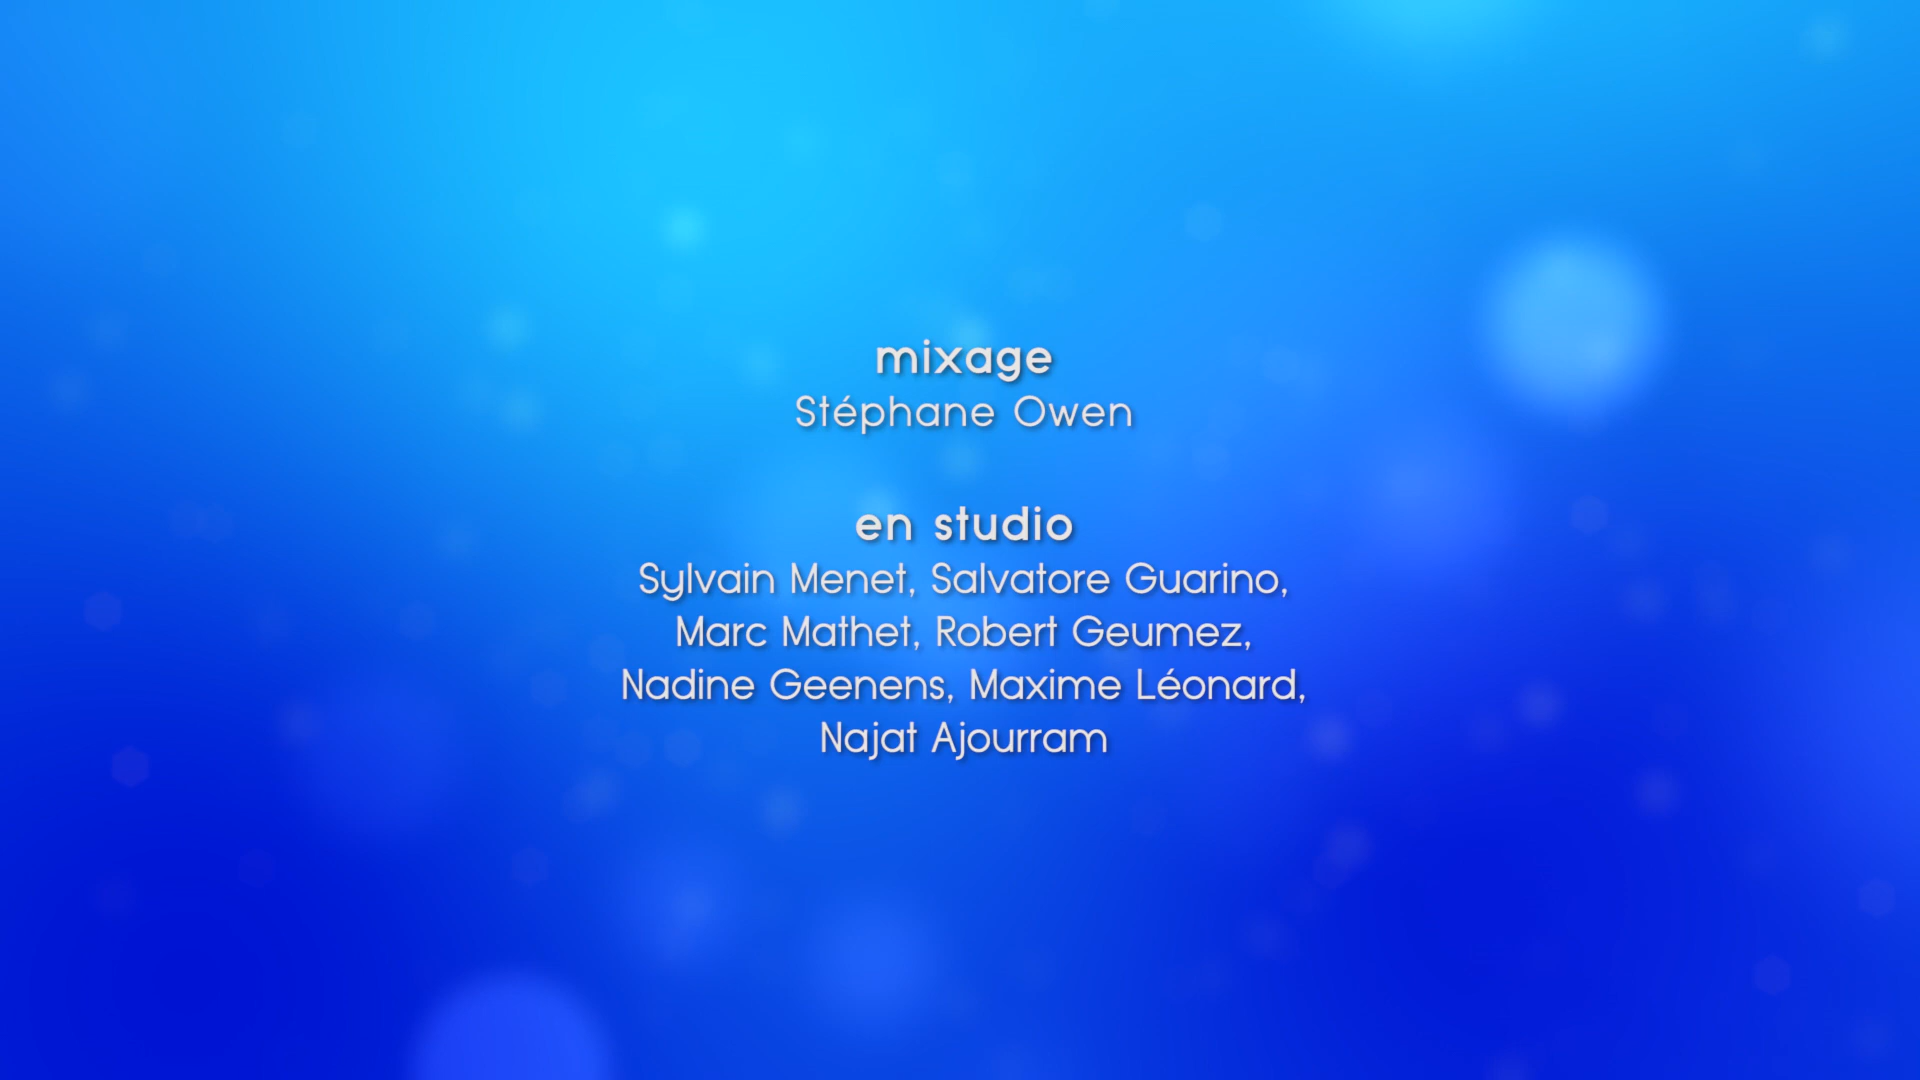 mixage
Stéphane Owen
en studio
Sylvain Menet, Salvatore Guarino,
Marc Mathet, Robert Geumez,
Nadine Geenens, Maxime Léonard,
Najat Ajourram